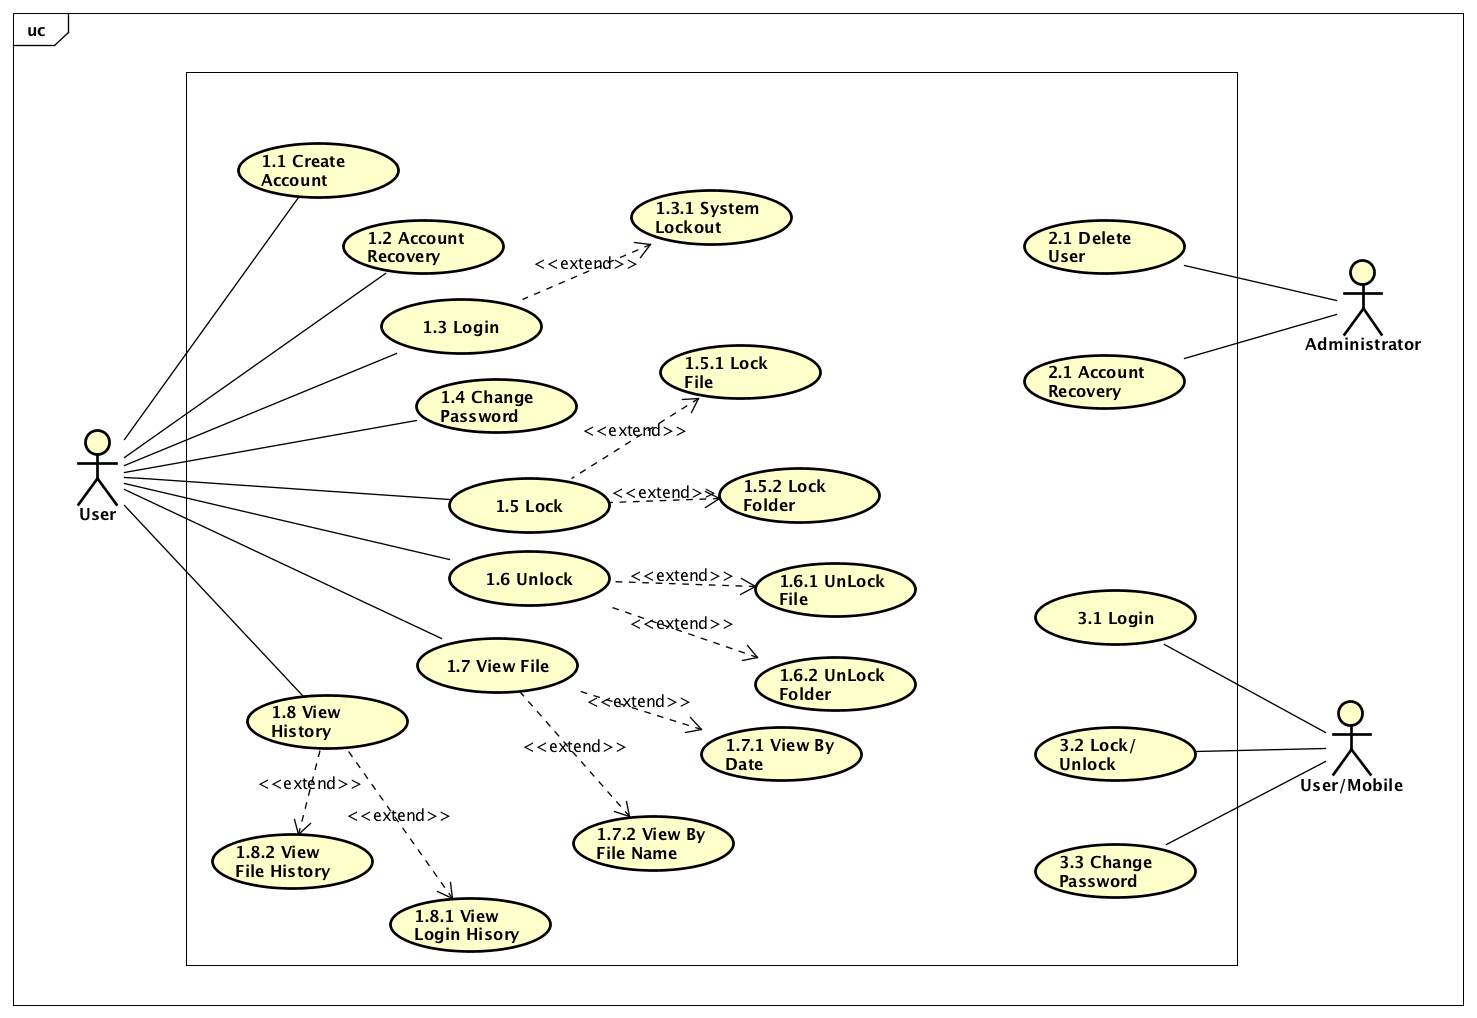 uc
1.1 Create
Account
1.2 Account
Recovery
1.3.1 System
Lockout
<<extend>>
1.3 Login
1.4 Change
Password
1.5.1 Lock
File
<<extend>>
1.5 Lock
<<extend>>
1.5.2 Lock
Folder
User
1.6 Unlock
<<extend>>
1.6.1 UnLock
File
<<extend>>
1.6.2 UnLock
Folder
1.7 View File
<<extend>>
1.7.1 View By
Date
<<extend>>
1.7.2 View By
File Name
1.8 View
History
<<extend>>
<<extend>>
1.8.2 View
File History
1.8.1 View
Login Hisory
2.1 Delete
User
Administrator
2.1 Account
Recovery
3.1 Login
3.2 Lock/
Unlock
User/Mobile
3.3 Change
Password